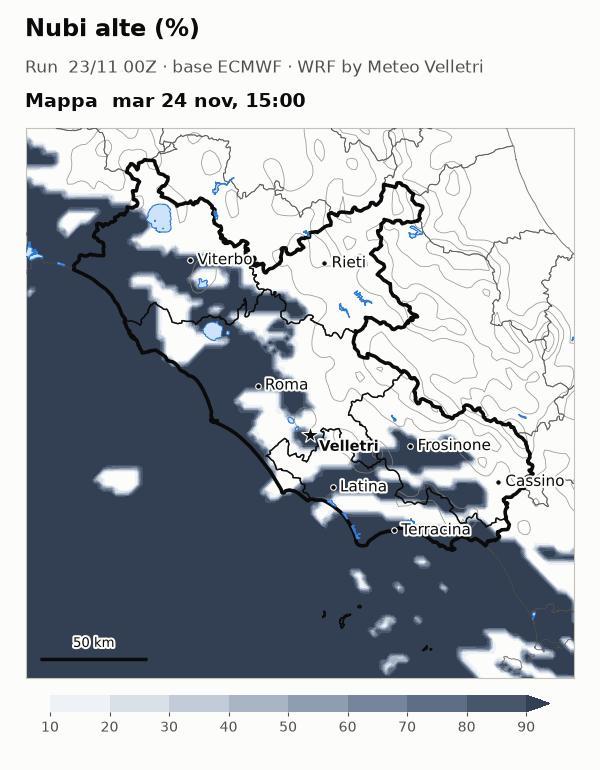 Nubi alte (%)
Run  23/11 00Z · base ECMWF · WRF by Meteo Velletri
Mappa  mar 24 nov, 15:00
Viterbo
Rieti
Roma
Velletri
Frosinone
Latina
Cassino
Terracina
50 km
10 20 30 40 50 60 70 80 90